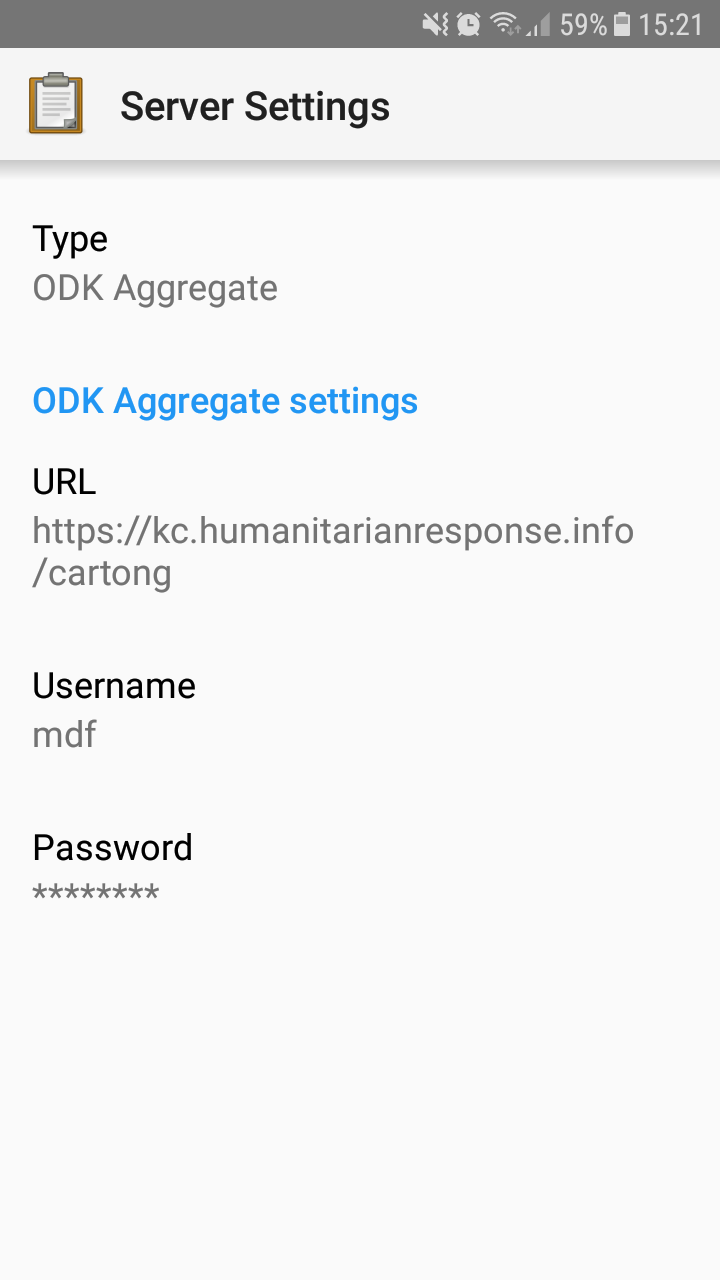 59% 15:21
Server Settings
Type
ODK Aggregate
ODK Aggregate settings
URL
https://kc.humanitarianresponse.info
/cartong
Username
mdf
Password
********